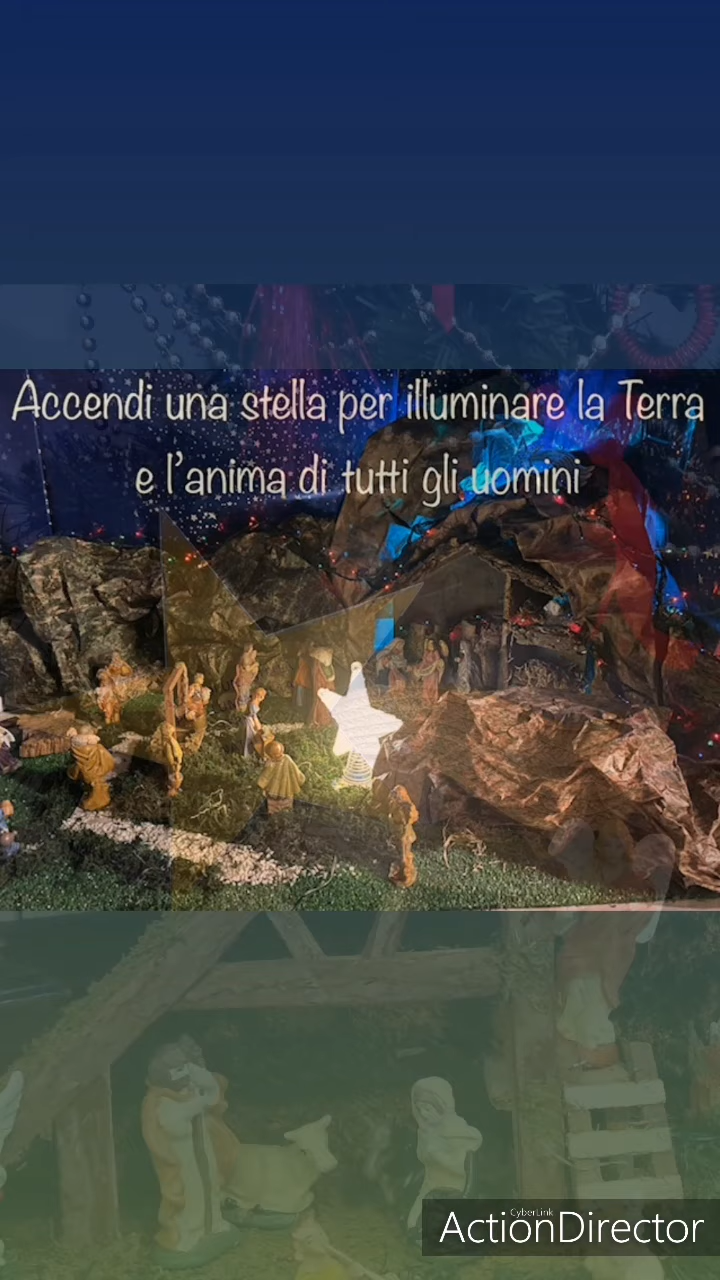 Accendi una stella per illuminare la Terra
e l'anima di tutti gli uomini
CyberLink
ActionDirector